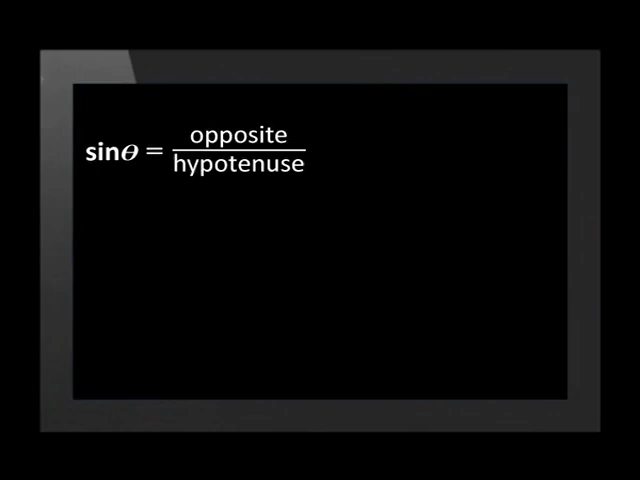 sinθ = opposite
hypotenuse